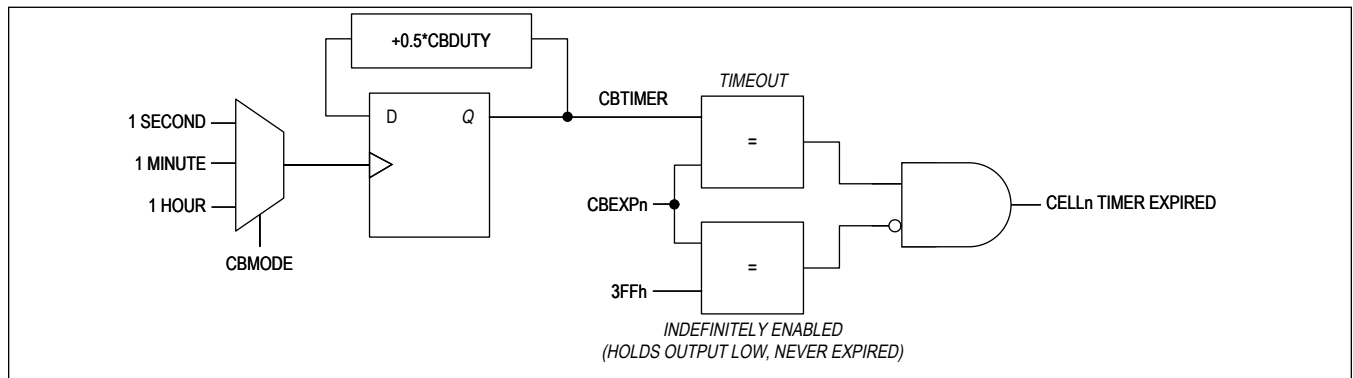 +0.5*CBDUTY
TIMEOUT
CBTIMER
1 SECOND
D
Q
1 MINUTE
=
1 HOUR
CBEXPn
CELLn TIMER EXPIRED
CBMODE
=
3FFh
INDEFINITELY ENABLED
(HOLDS OUTPUT LOW, NEVER EXPIRED)